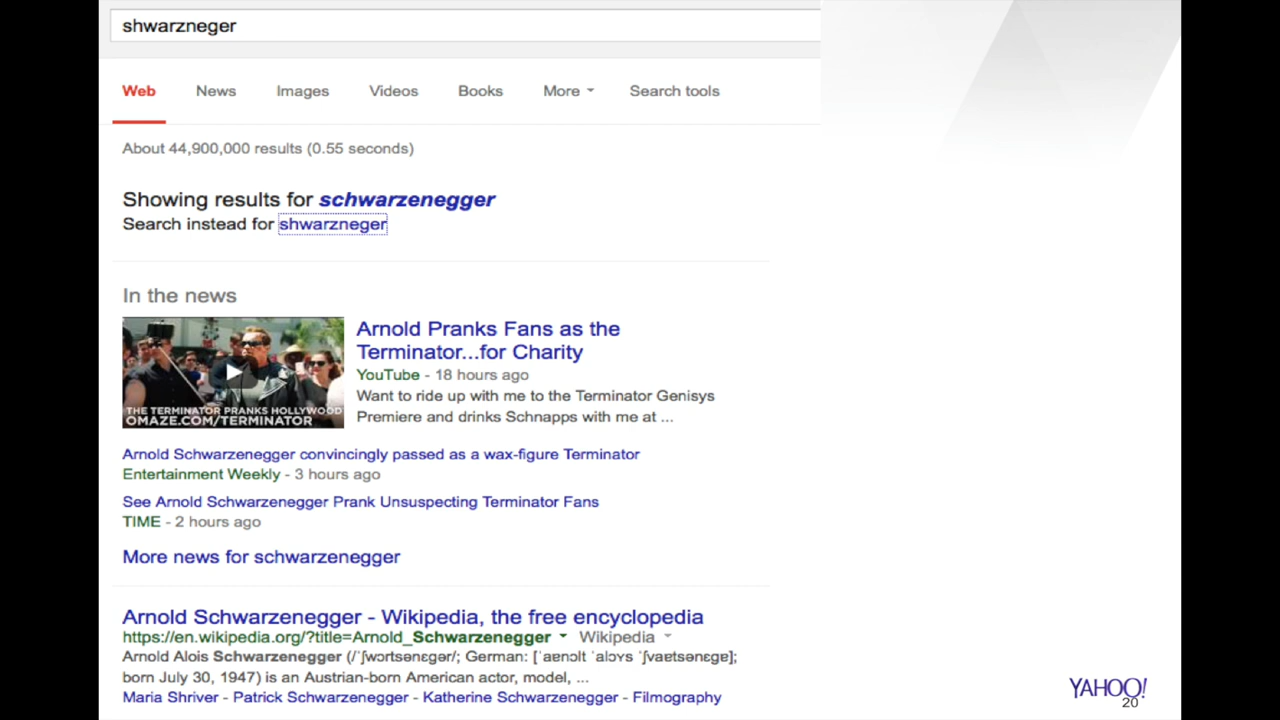 shwarzneger
Web News Images Videos Books More Search tools
About 44,900,000 results (0.55 seconds)
Showing results for schwarzenegger
Search instead for shwarzneger
In the news
THE TERMINATOR PRANKS HOLLYWOOD
OMAZE.COM/TERMINATOR
Arnold Pranks Fans as the
Terminator...for Charity
YouTube - 18 hours ago
Want to ride up with me to the Terminator Genisys
Premiere and drinks Schnapps with me at ...
Arnold Schwarzenegger convincingly passed as a wax-figure Terminator
Entertainment Weekly - 3 hours ago
See Arnold Schwarzenegger Prank Unsuspecting Terminator Fans
TIME - 2 hours ago
More news for schwarzenegger
Arnold Schwarzenegger - Wikipedia, the free encyclopedia
https://en.wikipedia.org/?title=Arnold_Schwarzenegger Wikipedia
Arnold Alois Schwarzenegger (/ˈʃwɔrtsənɛɡər/; German: [ˈaɐnɔlt ˈalɔʏs ˈʃvaɐtsənɛɡɐ];
born July 30, 1947) is an Austrian-born American actor, model, ...
Maria Shriver - Patrick Schwarzenegger - Katherine Schwarzenegger - Filmography
YAHOO!
20